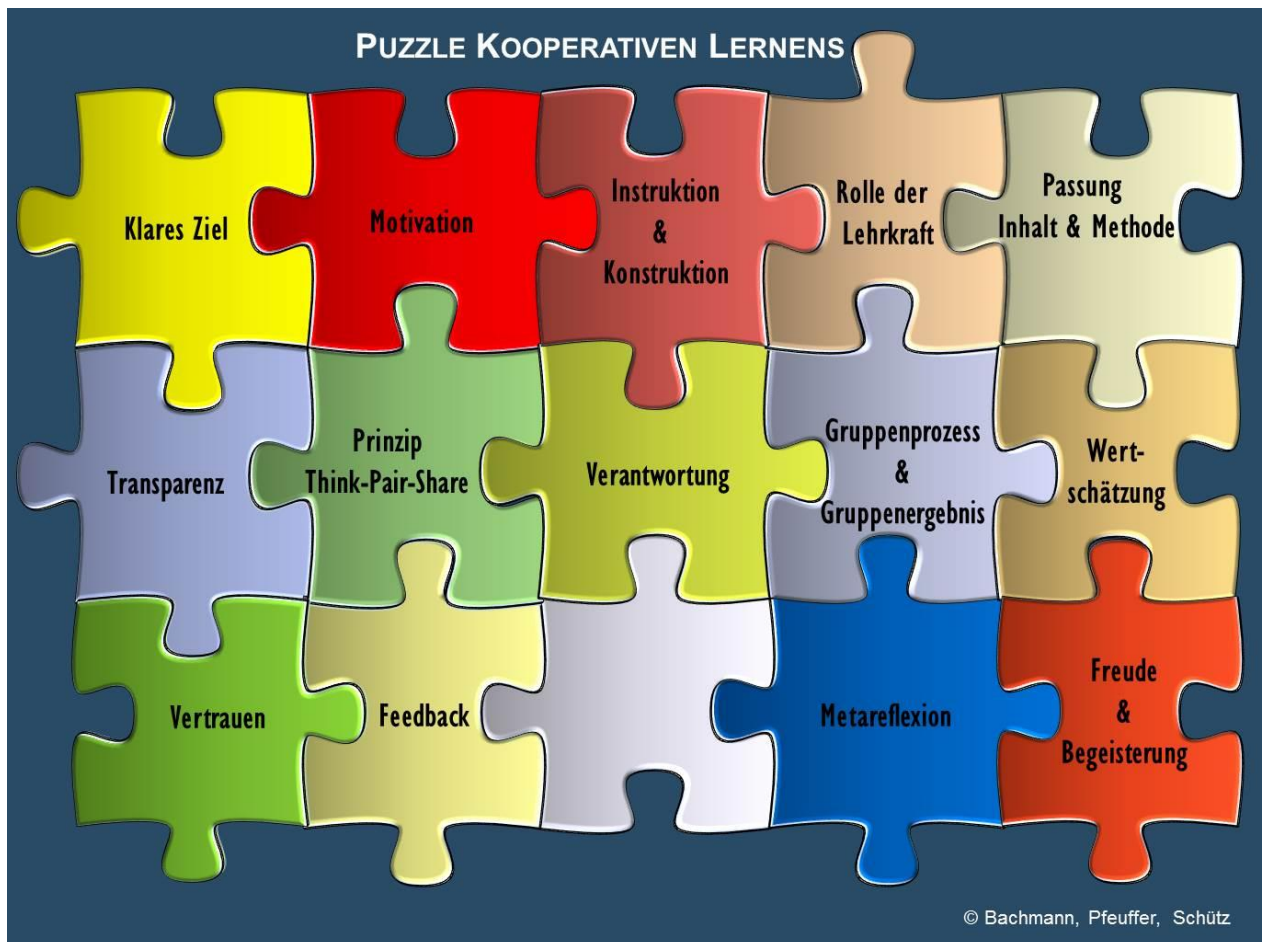 PUZZLE KOOPERATIVEN LERNENS
Klares Ziel
Motivation
Instruktion
&
Konstruktion
Rolle der
Lehrkraft
Passung
Inhalt & Methode
Transparenz
Prinzip
Think-Pair-Share
Verantwortung
Gruppenprozess
&
Gruppenergebnis
Wert-
schätzung
Vertrauen
Feedback
Metareflexion
Freude
&
Begeisterung
© Bachmann, Pfeuffer, Schütz